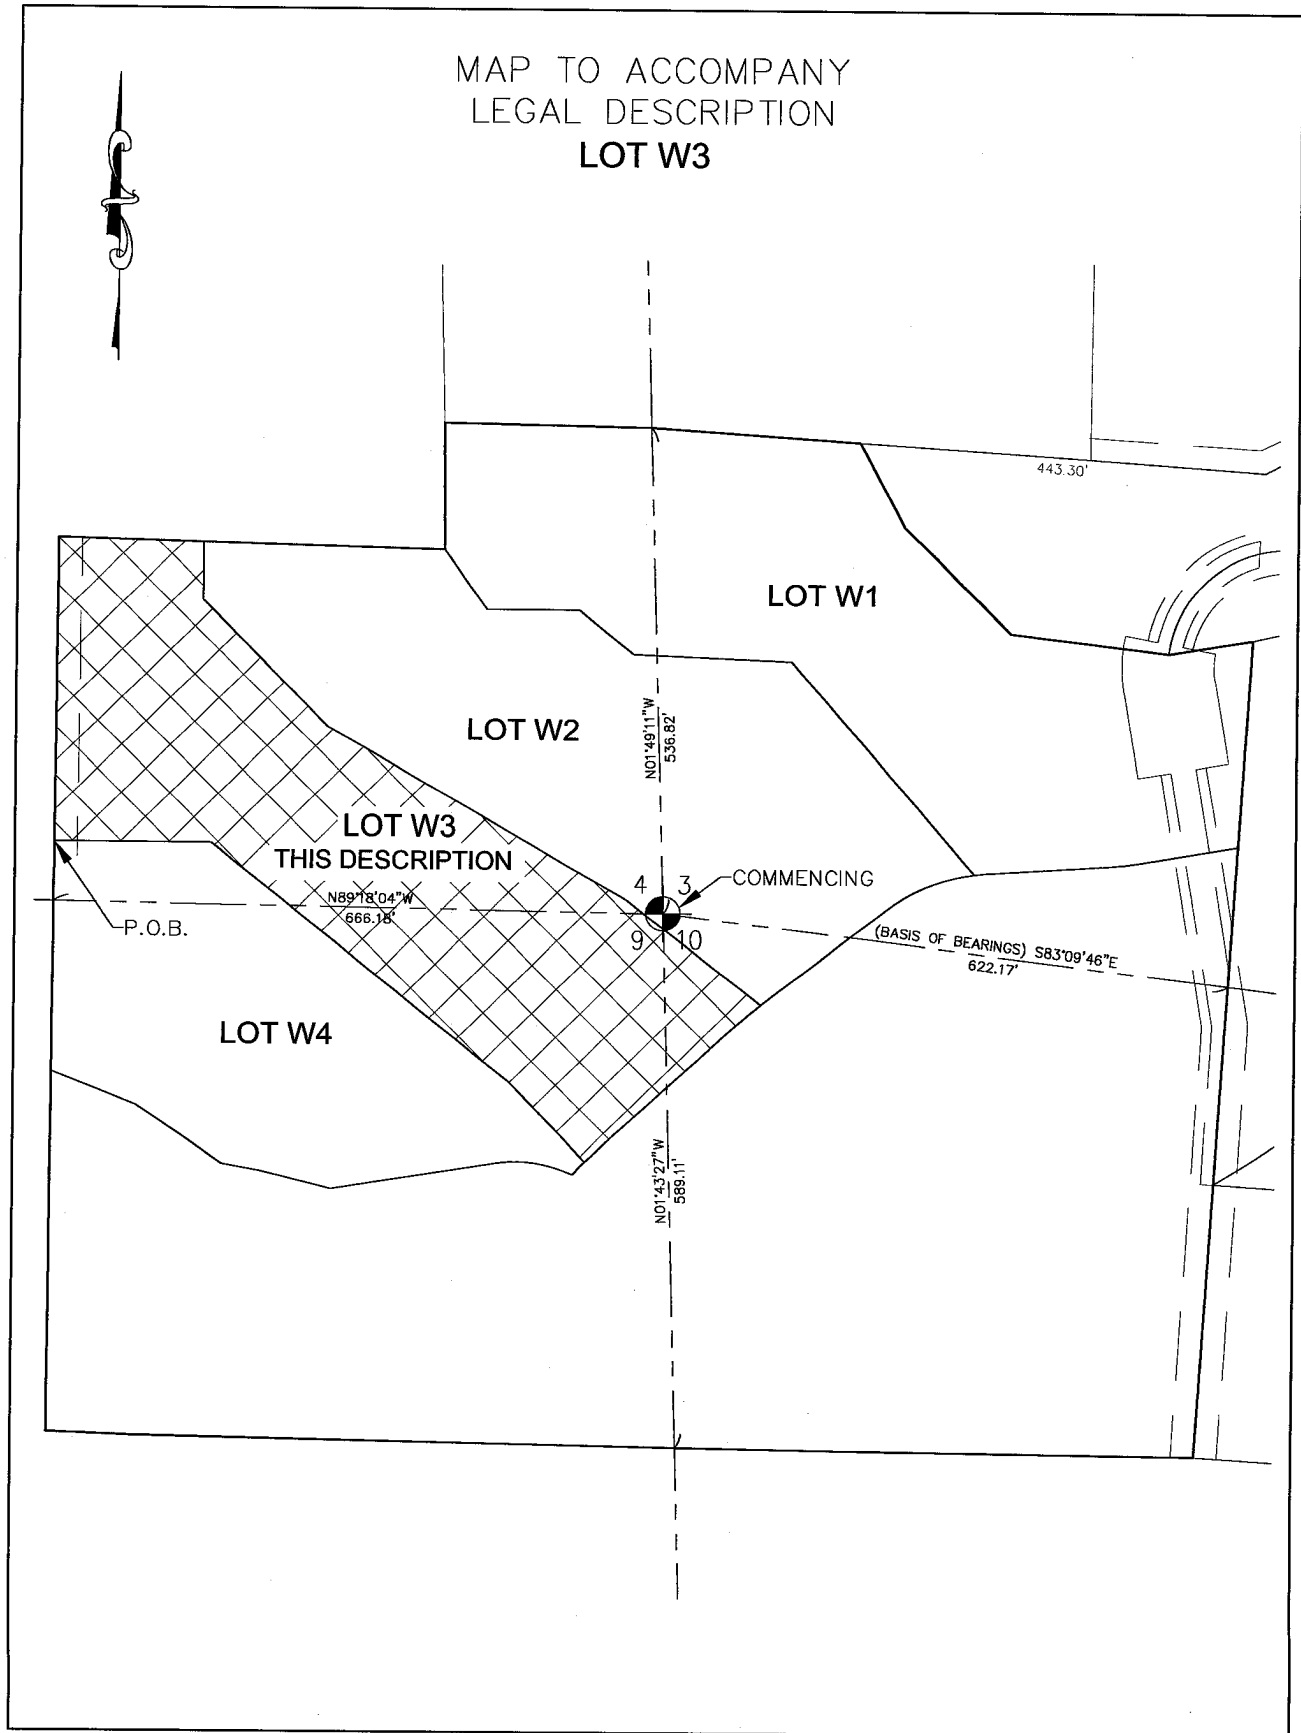 MAP TO ACCOMPANY
LEGAL DESCRIPTION
LOT W3
443.30'
LOT W1
LOT W2
N01°49'11"W
536.82'
LOT W3
THIS DESCRIPTION
4 3
COMMENCING
N89°18'04"W
666.18'
P.O.B.
9 10
(BASIS OF BEARINGS) S83°09'46"E
622.17'
LOT W4
N01°43'27"W
589.11'